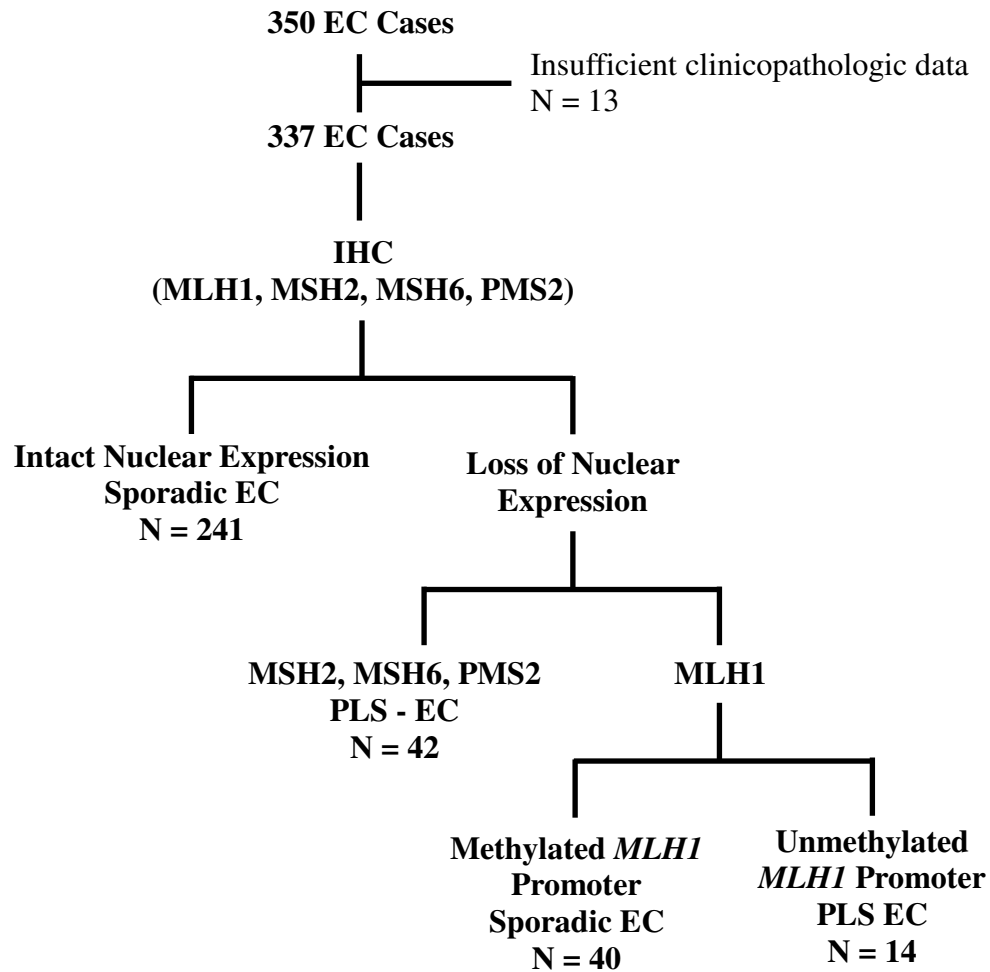 350 EC Cases
Insufficient clinicopathologic data
N = 13
337 EC Cases
IHC
(MLH1, MSH2, MSH6, PMS2)
Intact Nuclear Expression
Sporadic EC
N = 241
Loss of Nuclear
Expression
MSH2, MSH6, PMS2
PLS - EC
N = 42
MLH1
Methylated MLH1
Promoter
Sporadic EC
N = 40
Unmethylated
MLH1 Promoter
PLS EC
N = 14